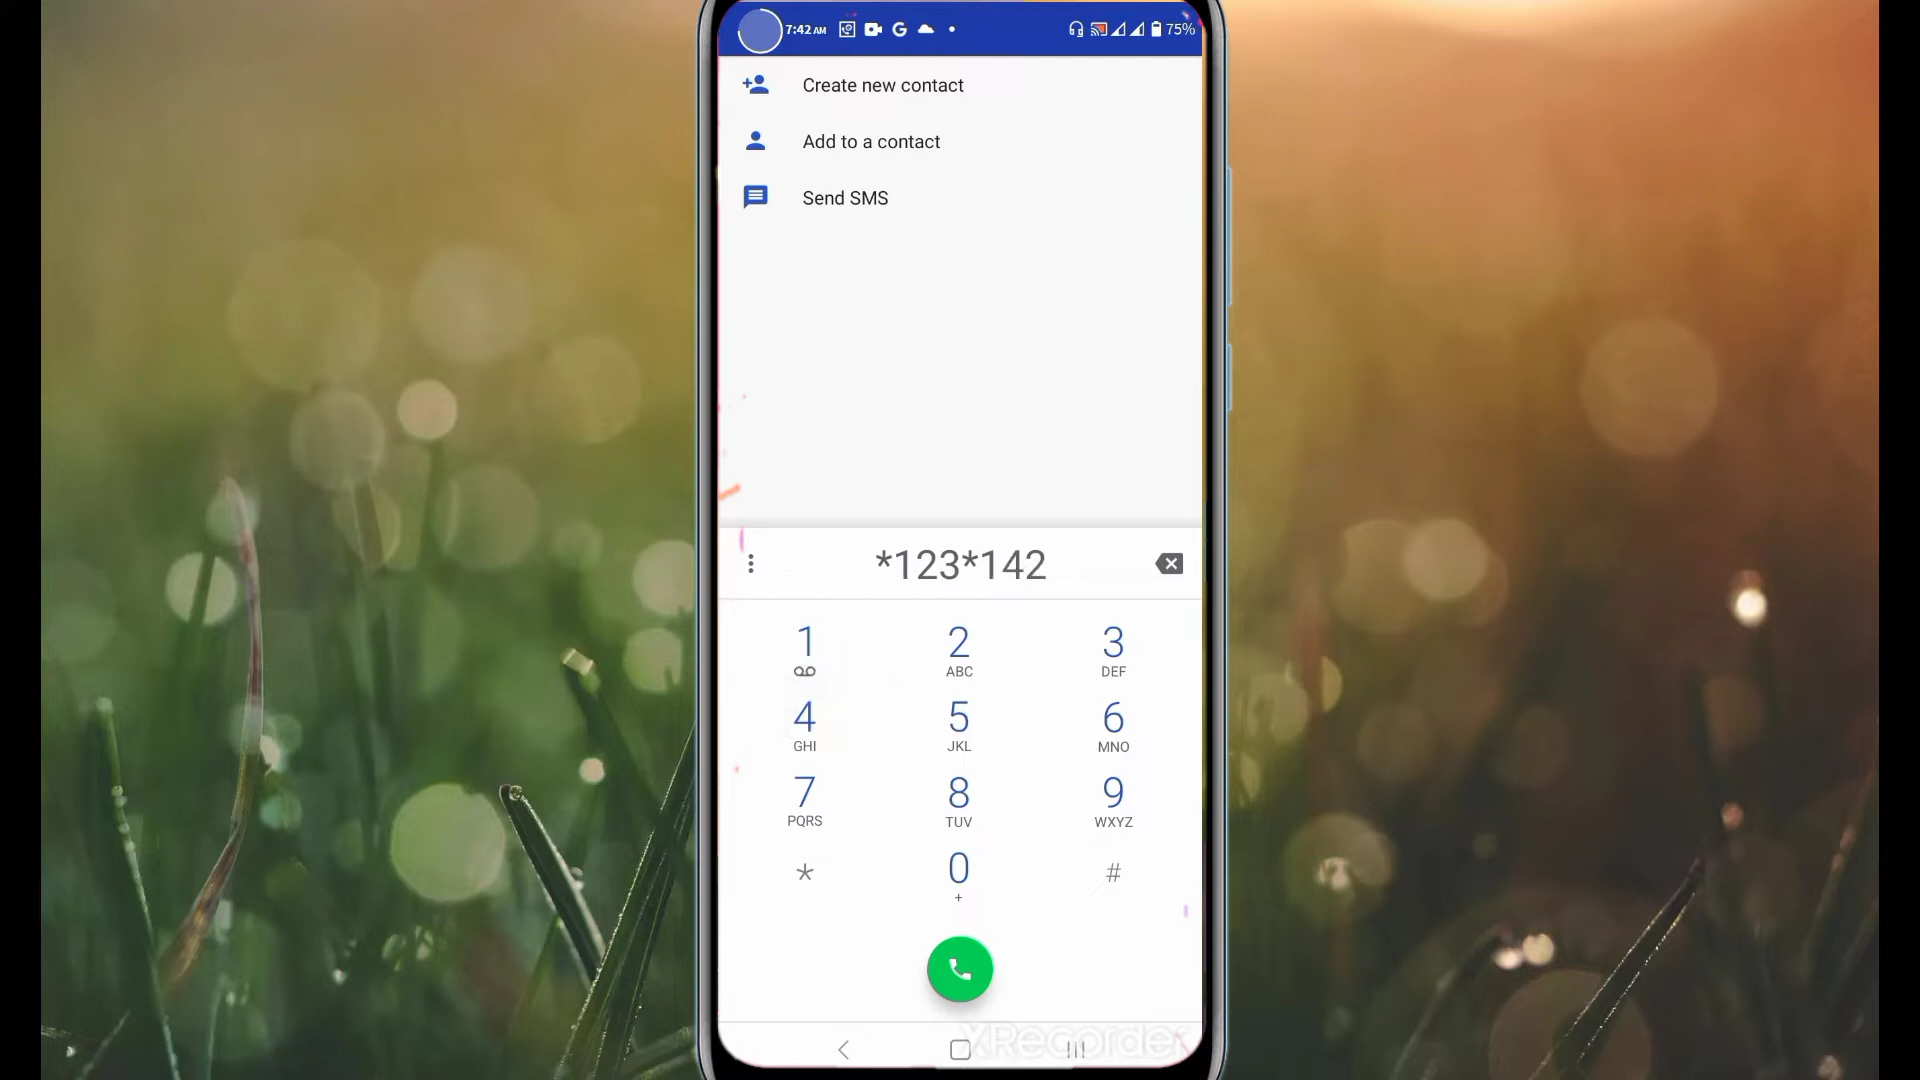 7:42 AM G 75%
Create new contact
Add to a contact
Send SMS
*123*142
1 2 3
ABC DEF
4 5 6
GHI JKL MNO
7 8 9
PQRS TUV WXYZ
* 0 #
+
XRecorder